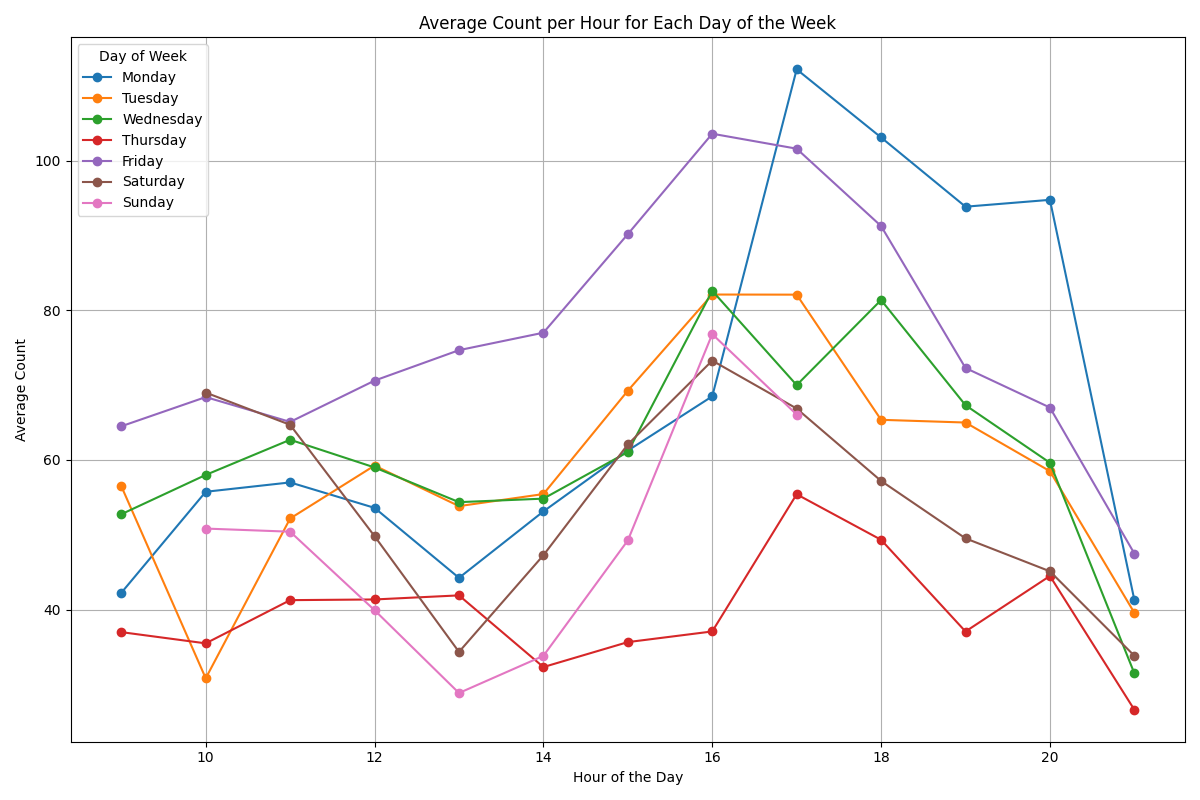 Average Count per Hour for Each Day of the Week
Day of Week
Monday
Tuesday
Wednesday
Thursday
Friday
Saturday
Sunday
Average Count
100
80
60
40
10 12 14 16 18 20
Hour of the Day